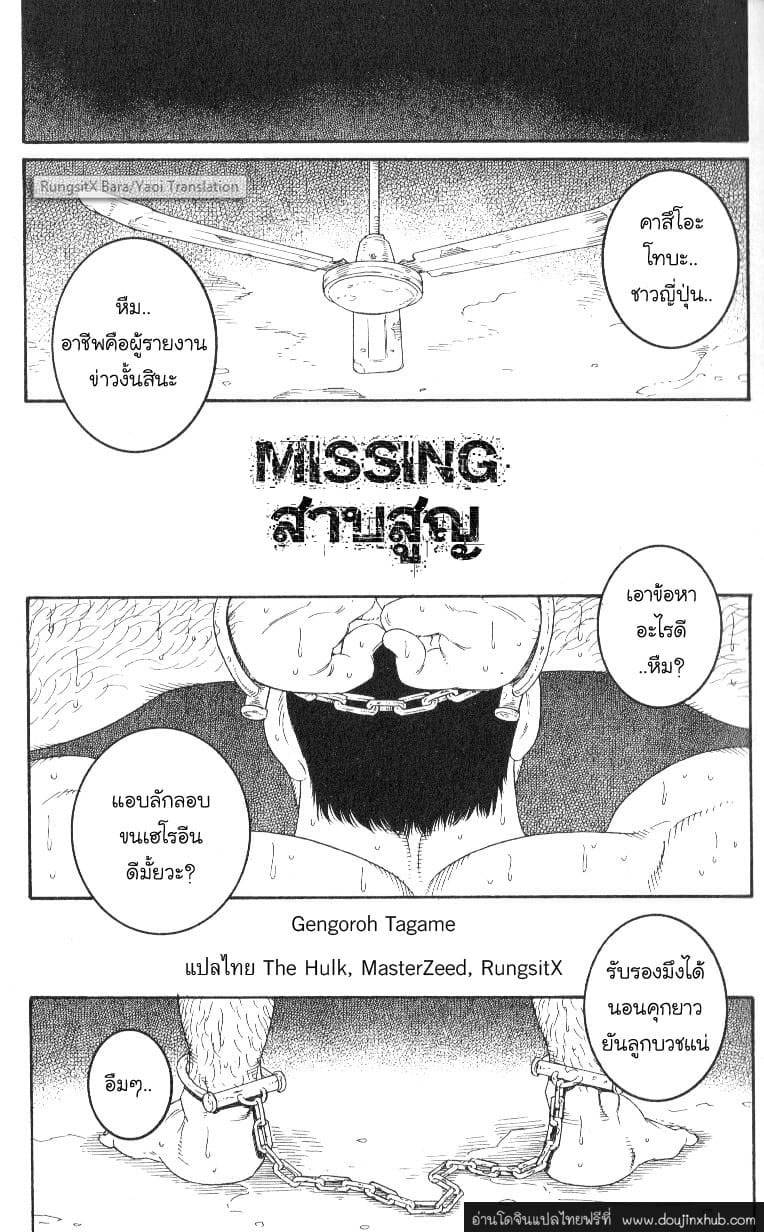 RungsitX Bara/Yaoi Translation
คาสึโอะ
โทบะ..
ชาวญี่ปุ่น..
หืม..
อาชีพคือผู้รายงาน
ข่าวงั้นสินะ
MISSING
สาบสูญ
เอาข้อหา
อะไรดี
..หืม?
แอบลักลอบ
ขนเฮโรอีน
ดีมั้ยวะ?
Gengoroh Tagame
แปลไทย The Hulk, MasterZeed, RungsitX
รับรองมึงได้
นอนคุกยาว
ยันลูกบวชแน่
อืมๆ..
อ่านโดจินแปลไทยฟรีที่ www.doujinxhub.com